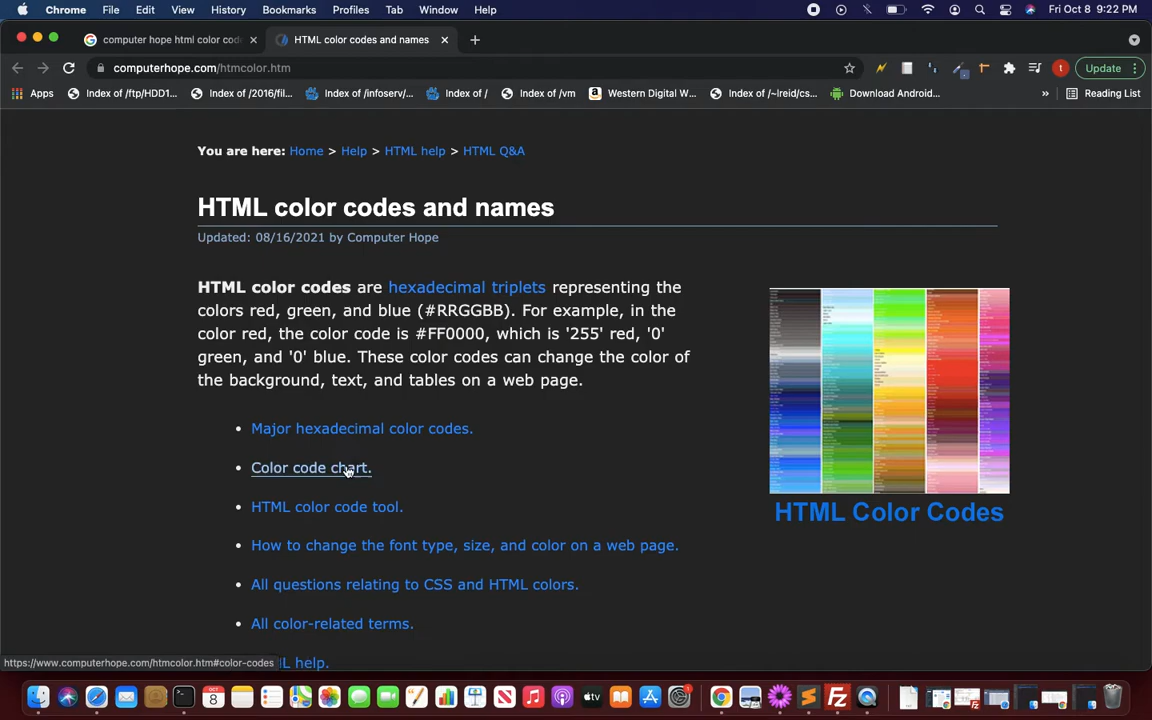 Chrome File Edit View History Bookmarks Profiles Tab Window Help Fri Oct 8 9:22 PM
computer hope html color cod HTML color codes and names
computerhope.com/htmcolor.htm t Update
Apps Index of /ftp/HDD1... Index of /2016/fil... Index of /infoserv/... Index of / Index of /vm Western Digital W... Index of /~lreid/cs... Download Android... » Reading List
You are here: Home > Help > HTML help > HTML Q&A
HTML color codes and names
Updated: 08/16/2021 by Computer Hope
HTML color codes are hexadecimal triplets representing the
colors red, green, and blue (#RRGGBB). For example, in the
color red, the color code is #FF0000, which is '255' red, '0'
green, and '0' blue. These color codes can change the color of
the background, text, and tables on a web page.
HTML Color Codes
• Major hexadecimal color codes.
• Color code chart.
• HTML color code tool.
• How to change the font type, size, and color on a web page.
• All questions relating to CSS and HTML colors.
• All color-related terms.
L help.
https://www.computerhope.com/htmcolor.htm#color-codes
OCT 8 tv